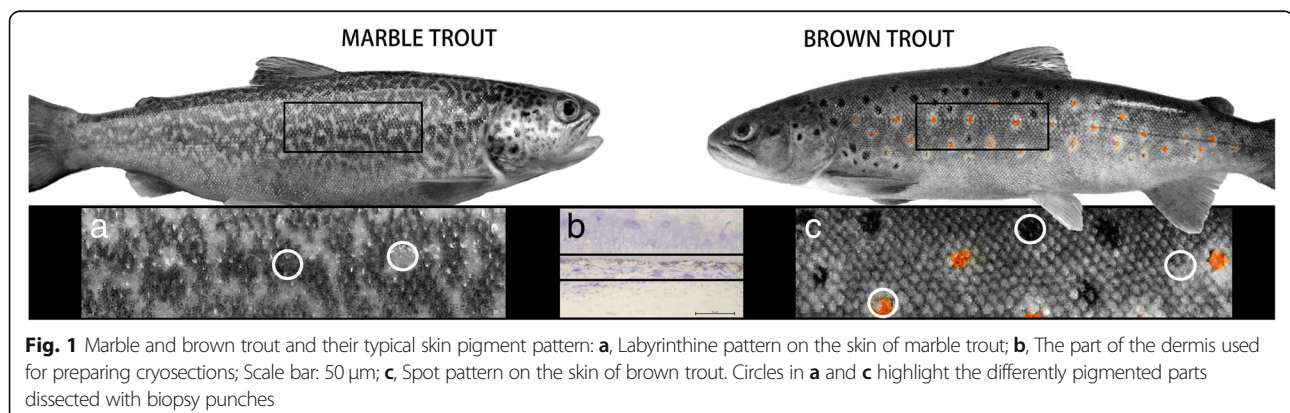 MARBLE TROUT
BROWN TROUT
a
b
c
Fig. 1 Marble and brown trout and their typical skin pigment pattern: a, Labyrinthine pattern on the skin of marble trout; b, The part of the dermis used
for preparing cryosections; Scale bar: 50 μm; c, Spot pattern on the skin of brown trout. Circles in a and c highlight the differently pigmented parts
dissected with biopsy punches